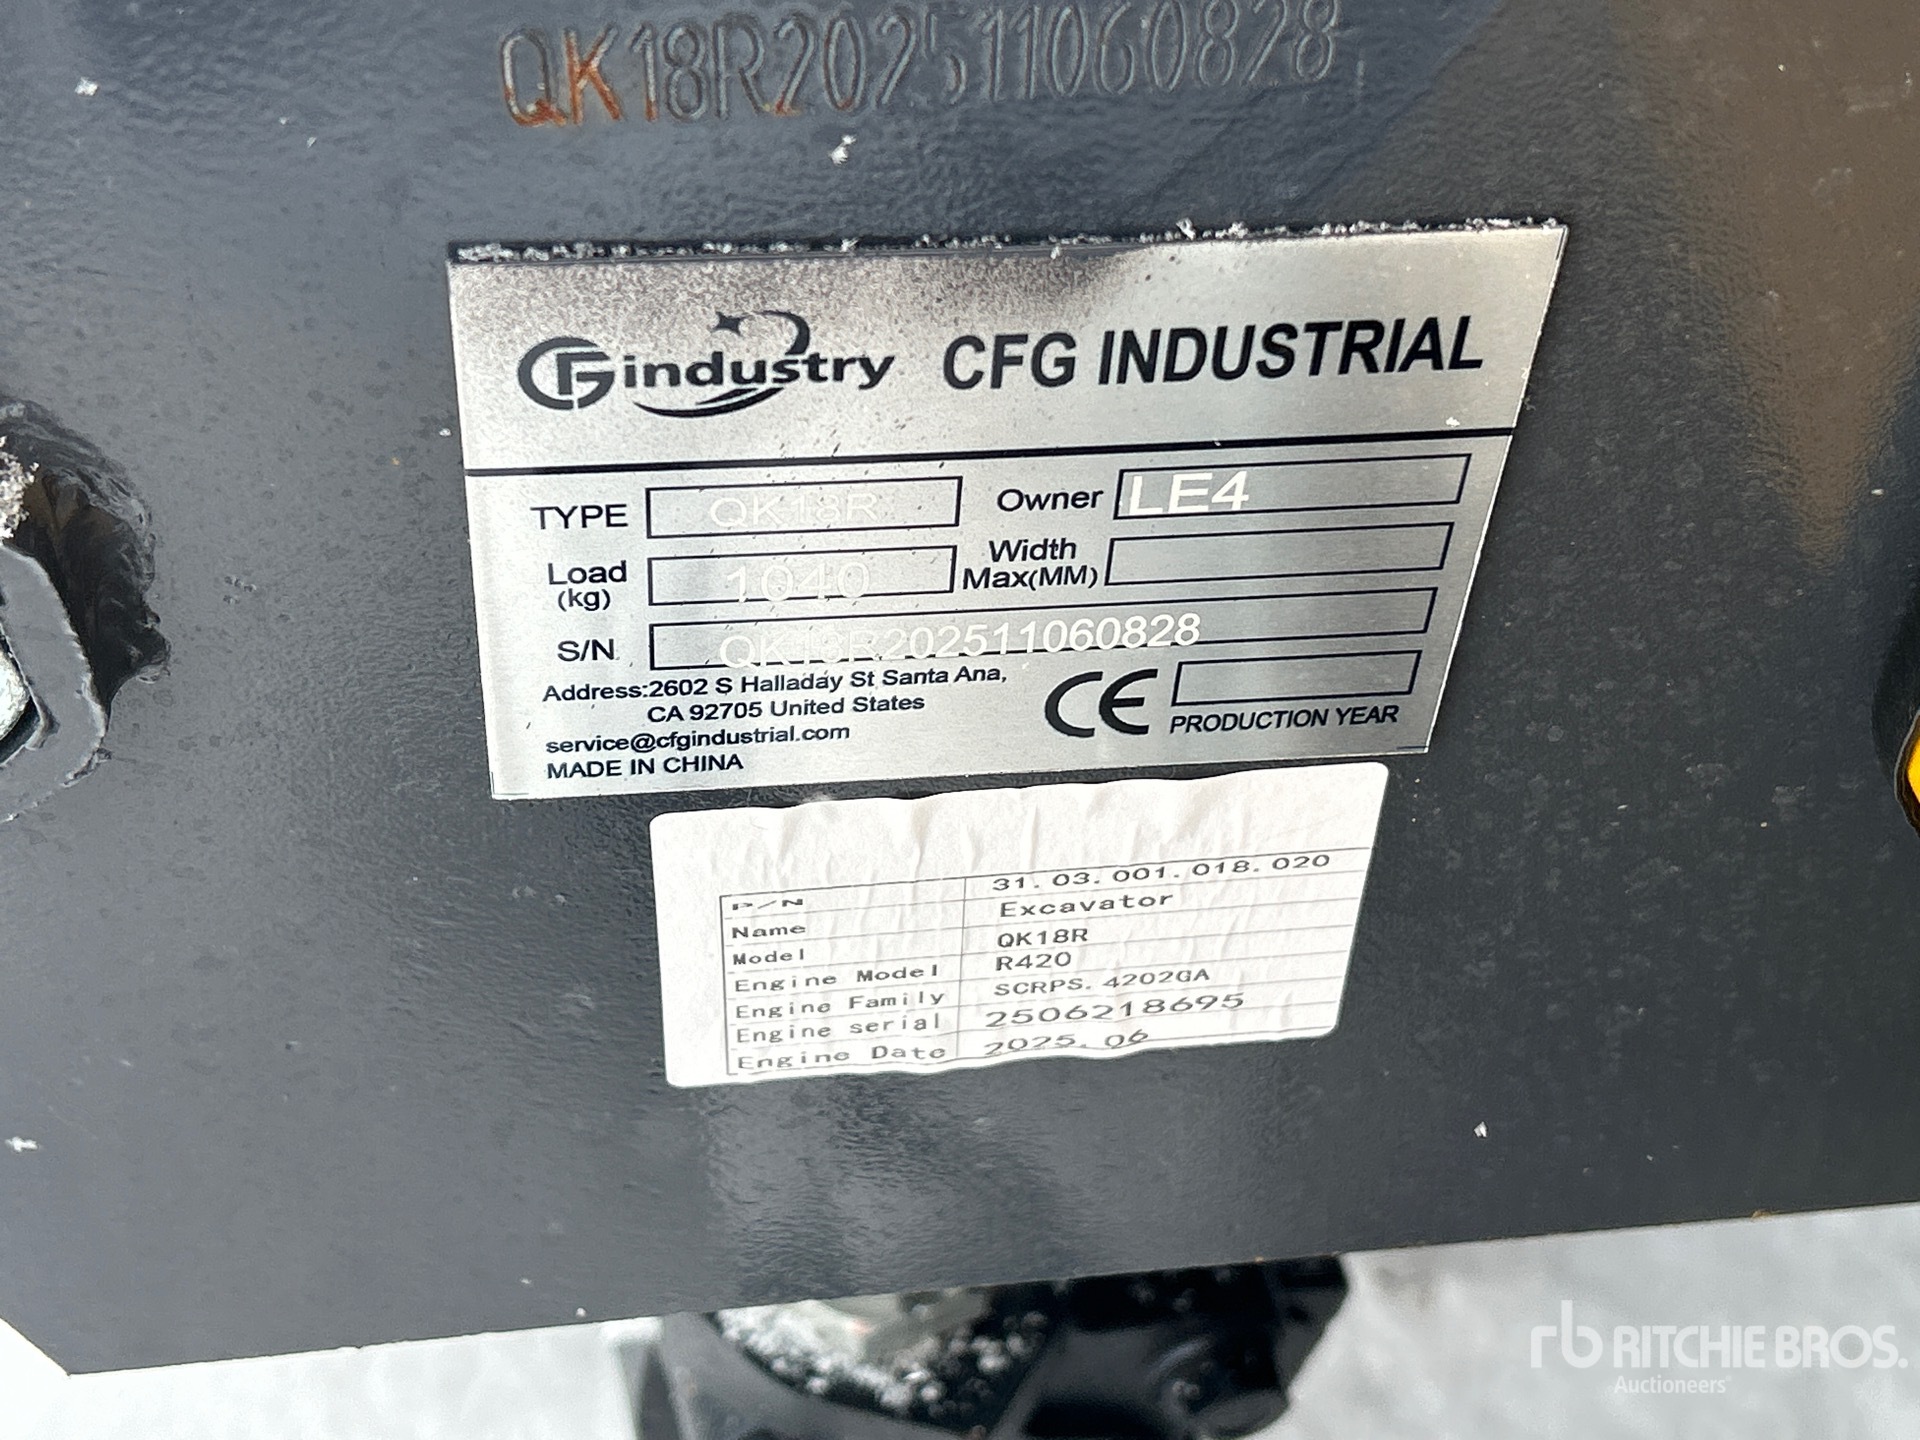 QK18R202511060828
CFGindustry CFG INDUSTRIAL
TYPE QK18R Owner LE4
Load (kg) 1040 Width Max(MM)
S/N QK18R202511060828
Address:2602 S Halladay St Santa Ana,
CA 92705 United States
service@cfgindustrial.com
MADE IN CHINA
CE PRODUCTION YEAR
P/N 31.03.001.018.020
Name Excavator
Model QK18R
Engine Model R420
Engine Family SCRPS.4202GA
Engine serial 2506218695
Engine Date 2025.06
rb RITCHIE BROS.
Auctioneers